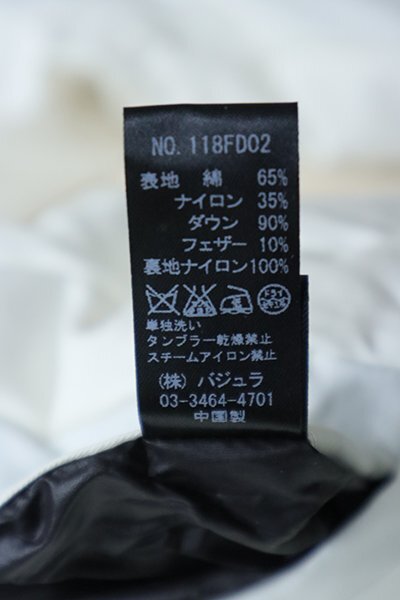 NO. 118FD02
表地 綿 65%
ナイロン 35%
ダウン 90%
フェザー 10%
裏地ナイロン100%
単独洗い
タンブラー乾燥禁止
スチームアイロン禁止
(株) バジュラ
03-3464-4701
中国製